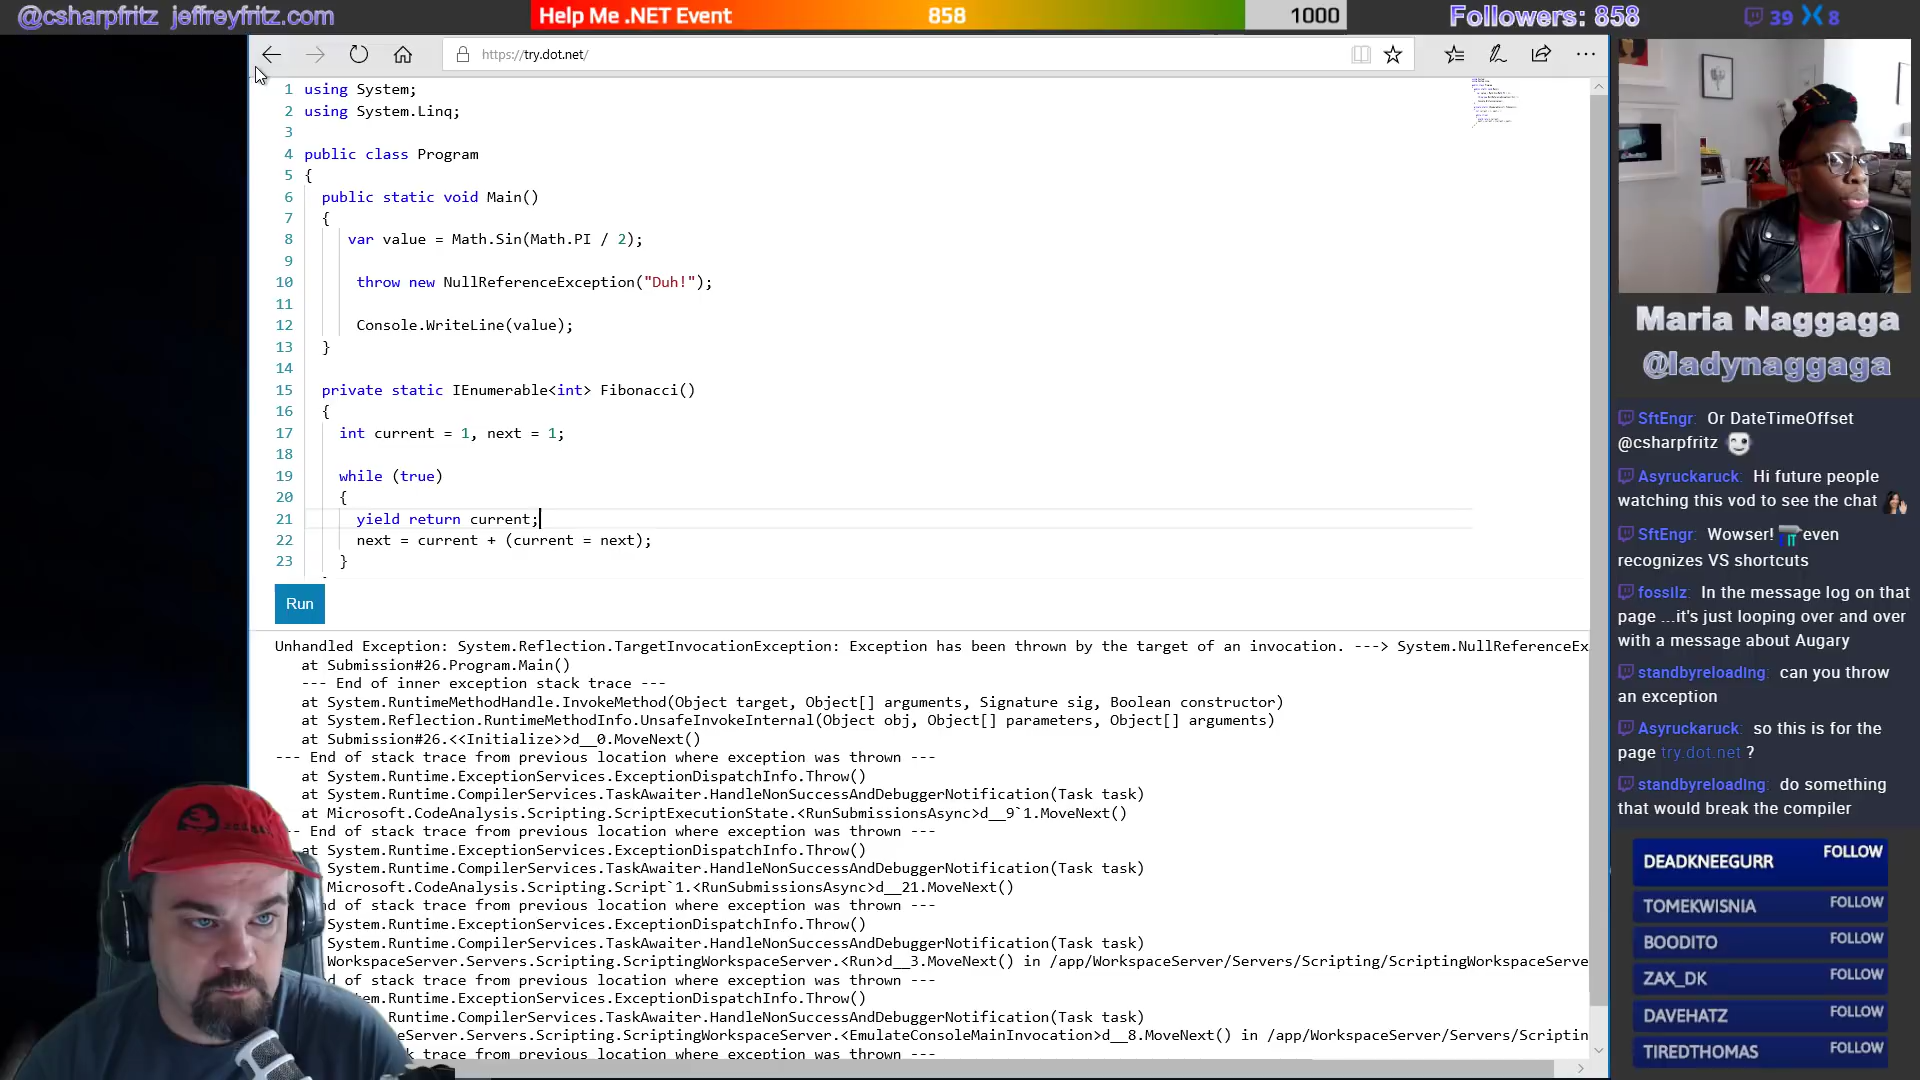 @csharpfritz jeffreyfritz.com
Help Me .NET Event 858 1000
Followers: 858
39 8
https://try.dot.net/
1 using System;
2 using System.Linq;
3
4 public class Program
5 {
6 public static void Main()
7 {
8 var value = Math.Sin(Math.PI / 2);
9
10 throw new NullReferenceException("Duh!");
11
12 Console.WriteLine(value);
13 }
14
15 private static IEnumerable<int> Fibonacci()
16 {
17 int current = 1, next = 1;
18
19 while (true)
20 {
21 yield return current;
22 next = current + (current = next);
23 }
Run
Unhandled Exception: System.Reflection.TargetInvocationException: Exception has been thrown by the target of an invocation. ---> System.NullReferenceEx
at Submission#26.Program.Main()
--- End of inner exception stack trace ---
at System.RuntimeMethodHandle.InvokeMethod(Object target, Object[] arguments, Signature sig, Boolean constructor)
at System.Reflection.RuntimeMethodInfo.UnsafeInvokeInternal(Object obj, Object[] parameters, Object[] arguments)
at Submission#26.<<Initialize>>d__0.MoveNext()
--- End of stack trace from previous location where exception was thrown ---
at System.Runtime.ExceptionServices.ExceptionDispatchInfo.Throw()
at System.Runtime.CompilerServices.TaskAwaiter.HandleNonSuccessAndDebuggerNotification(Task task)
at Microsoft.CodeAnalysis.Scripting.ScriptExecutionState.<RunSubmissionsAsync>d__9`1.MoveNext()
-- End of stack trace from previous location where exception was thrown ---
at System.Runtime.ExceptionServices.ExceptionDispatchInfo.Throw()
System.Runtime.CompilerServices.TaskAwaiter.HandleNonSuccessAndDebuggerNotification(Task task)
Microsoft.CodeAnalysis.Scripting.Script`1.<RunSubmissionsAsync>d__21.MoveNext()
nd of stack trace from previous location where exception was thrown ---
System.Runtime.ExceptionServices.ExceptionDispatchInfo.Throw()
System.Runtime.CompilerServices.TaskAwaiter.HandleNonSuccessAndDebuggerNotification(Task task)
WorkspaceServer.Servers.Scripting.ScriptingWorkspaceServer.<Run>d__3.MoveNext() in /app/WorkspaceServer/Servers/Scripting/ScriptingWorkspaceServe
d of stack trace from previous location where exception was thrown ---
em.Runtime.ExceptionServices.ExceptionDispatchInfo.Throw()
tem.Runtime.CompilerServices.TaskAwaiter.HandleNonSuccessAndDebuggerNotification(Task task)
eServer.Servers.Scripting.ScriptingWorkspaceServer.<EmulateConsoleMainInvocation>d__8.MoveNext() in /app/WorkspaceServer/Servers/Scriptin
k trace from previous location where exception was thrown ---
Maria Naggaga
@ladynaggaga
SftEngr: Or DateTimeOffset
@csharpfritz
Asyruckaruck: Hi future people
watching this vod to see the chat
SftEngr: Wowser! even
recognizes VS shortcuts
fossilz: In the message log on that
page ...it's just looping over and over
with a message about Augary
standbyreloading: can you throw
an exception
Asyruckaruck: so this is for the
page try.dot.net ?
standbyreloading: do something
that would break the compiler
DEADKNEEGURR FOLLOW
TOMEKWISNIA FOLLOW
BOODITO FOLLOW
ZAX_DK FOLLOW
DAVEHATZ FOLLOW
TIREDTHOMAS FOLLOW